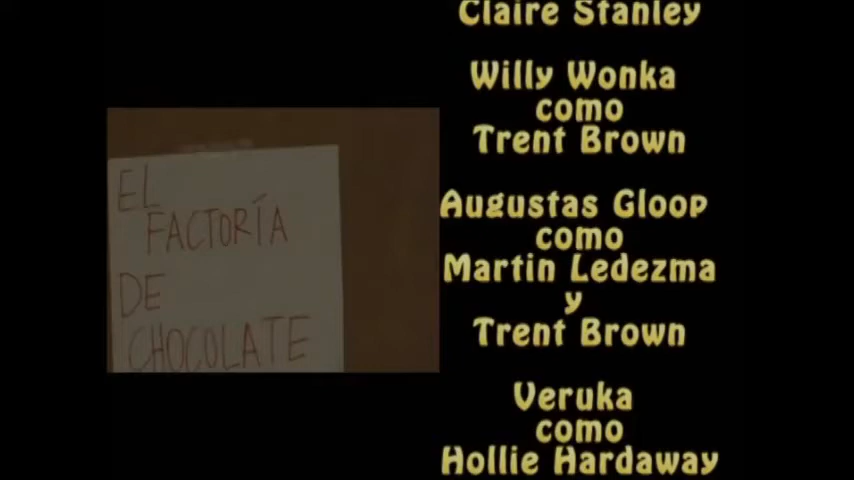 EL
FACTORÍA
DE
CHOCOLATE
Claire Stanley
Willy Wonka
como
Trent Brown
Augustas Gloop
como
Martin Ledezma
y
Trent Brown
Veruka
como
Hollie Hardaway